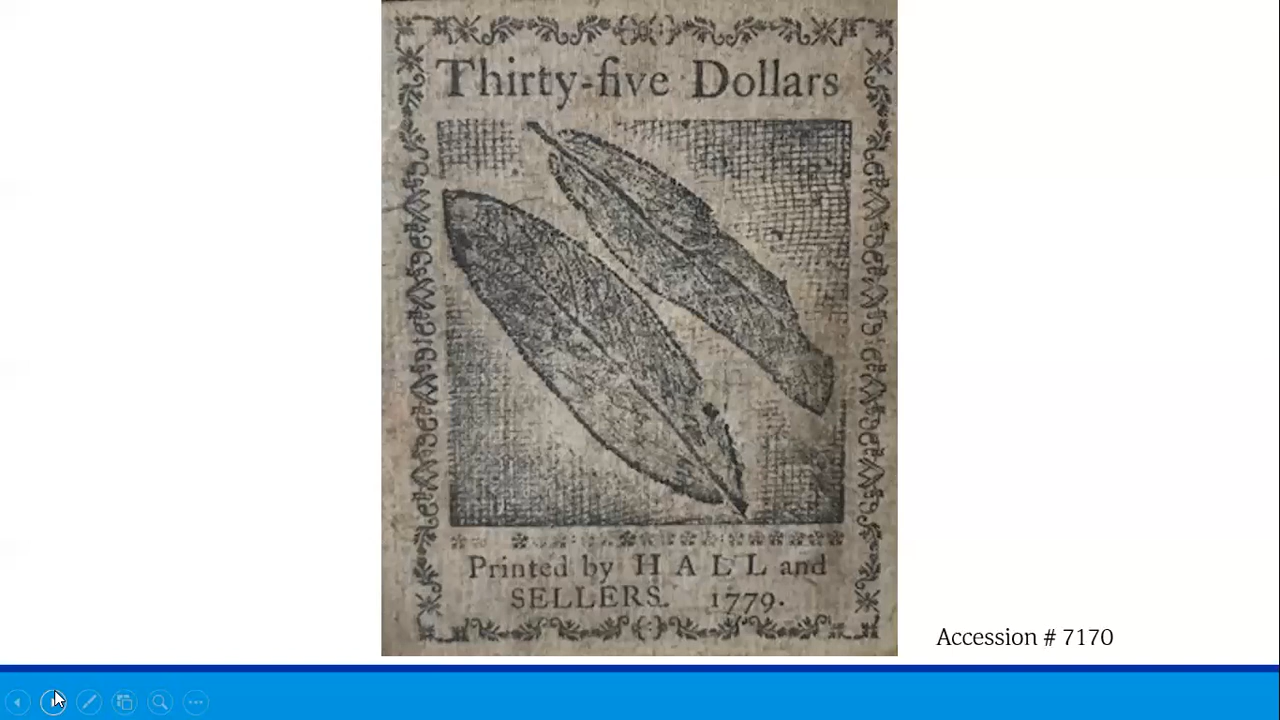 Thirty-five Dollars
Printed by HALL and
SELLERS. 1779.
Accession # 7170